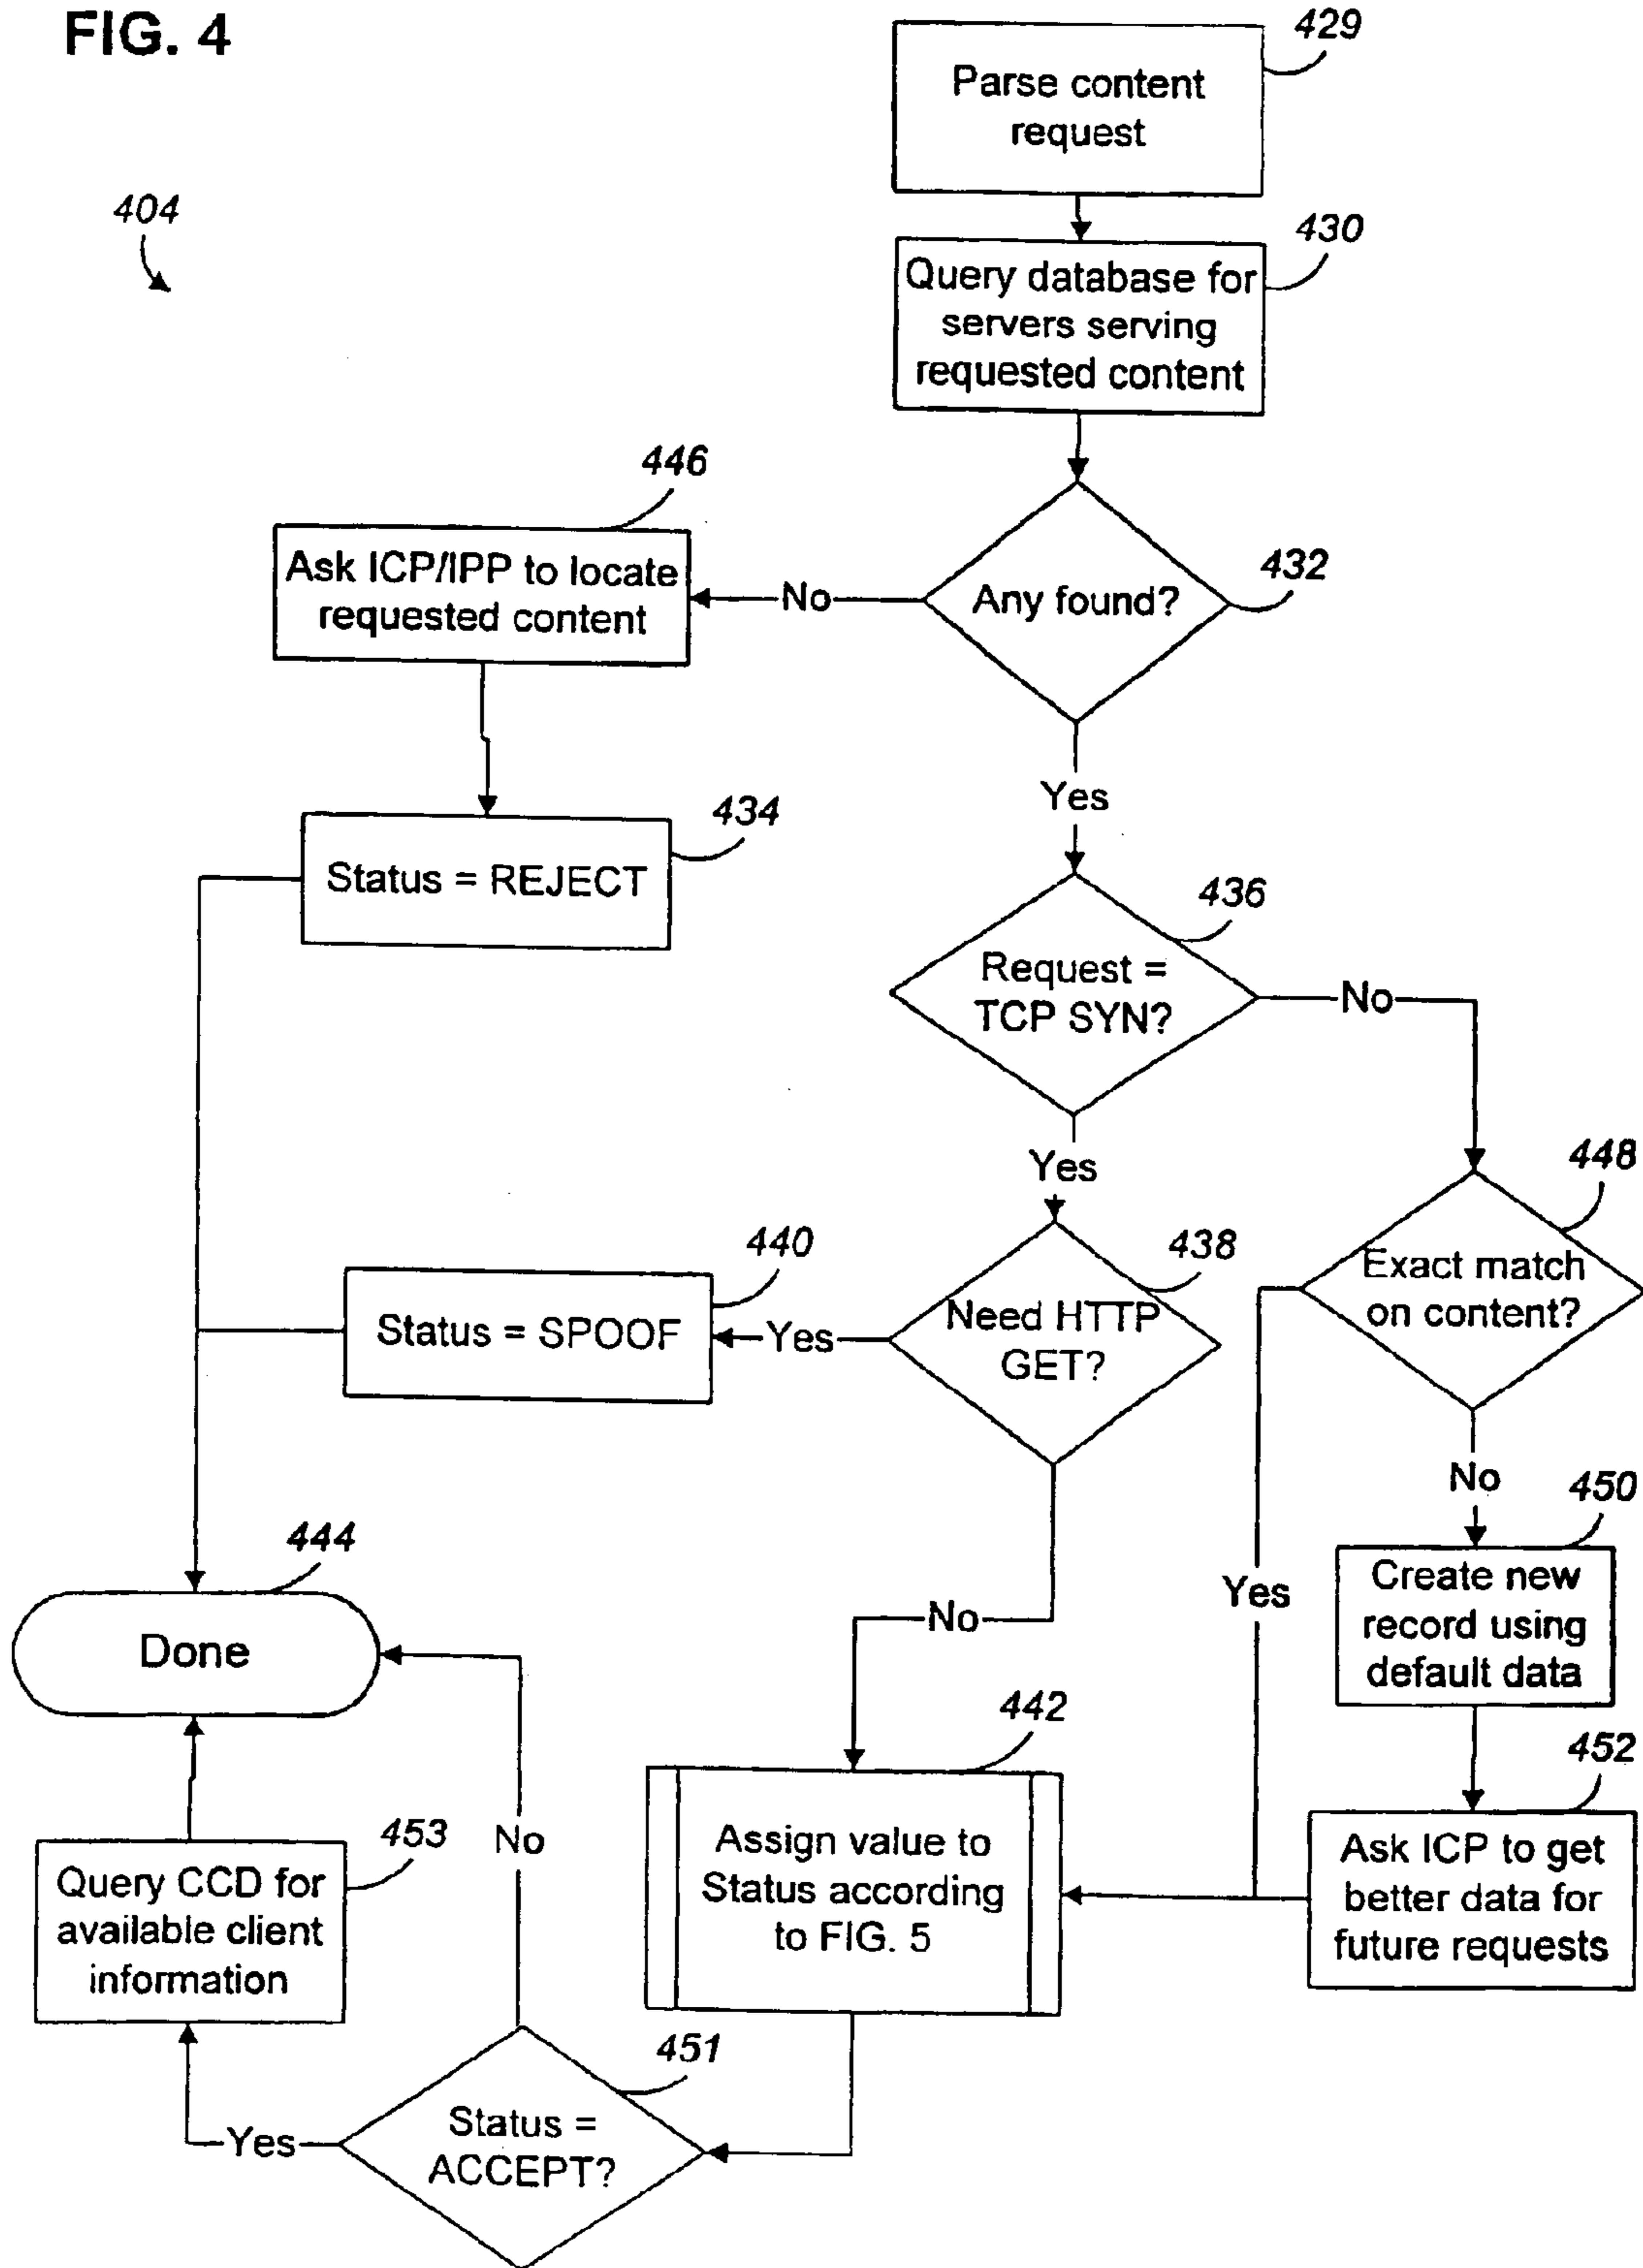 FIG. 4
429
Parse content
request
404
430
Query database for
servers serving
requested content
446
Ask ICP/IPP to locate
requested content
No
Any found?
432
Yes
434
Status = REJECT
436
Request =
TCP SYN?
No
Yes
448
Exact match
on content?
440
Status = SPOOF
Yes
438
Need HTTP
GET?
No
450
Create new
record using
default data
Yes
444
Done
No
442
Assign value to
Status according
to FIG. 5
452
Ask ICP to get
better data for
future requests
453
Query CCD for
available client
information
No
451
Status =
ACCEPT?
Yes